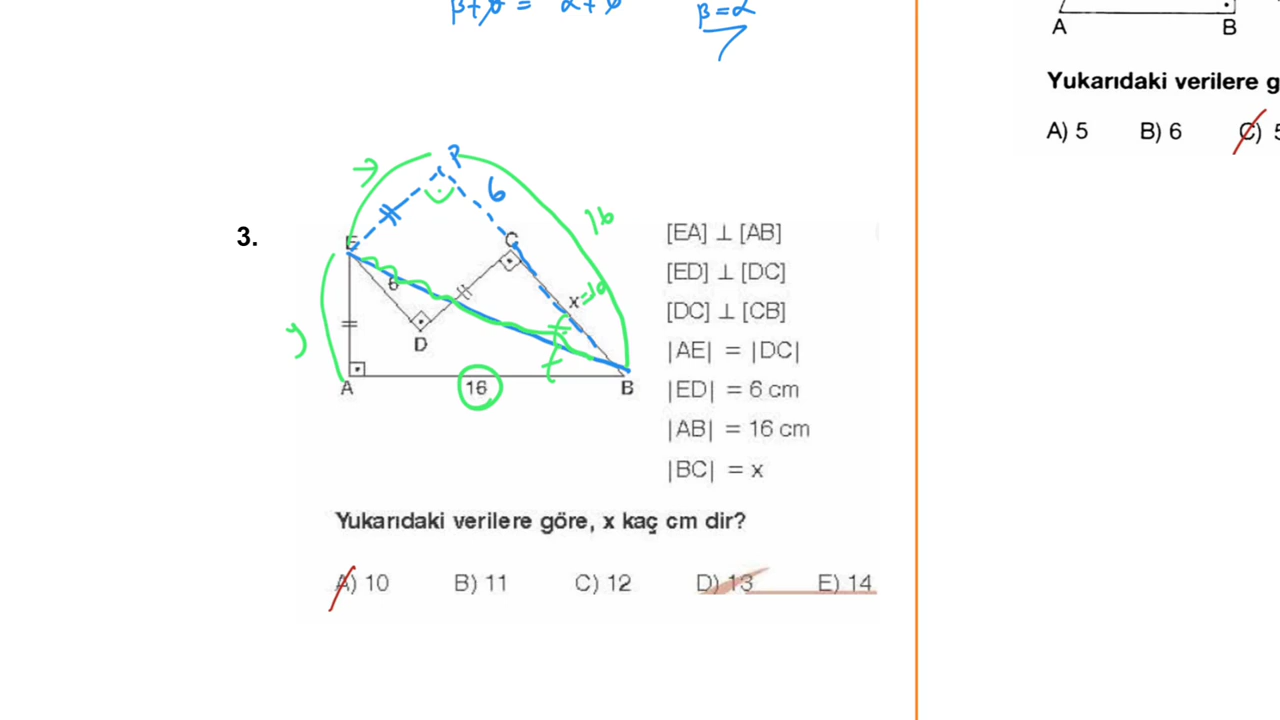 β+θ = α+θ
β=α
A B
Yukarıdaki verilere g
A) 5 B) 6 C) 5
3.
P
6
16
E
C
6
x=10
D
y
A 16 B
[EA] ⊥ [AB]
[ED] ⊥ [DC]
[DC] ⊥ [CB]
|AE| = |DC|
|ED| = 6 cm
|AB| = 16 cm
|BC| = x
Yukarıdaki verilere göre, x kaç cm dir?
A) 10 B) 11 C) 12 D) 13 E) 14